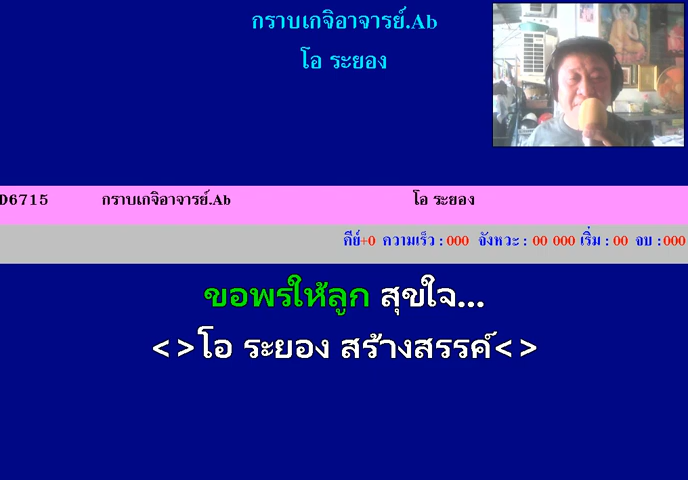 กราบเกจิอาจารย์.Ab
โอ ระยอง
D6715 กราบเกจิอาจารย์.Ab โอ ระยอง
คีย์+0 ความเร็ว : 000 จังหวะ : 00 000 เริ่ม : 00 จบ : 000
ขอพรให้ลูก สุขใจ...
<>โอ ระยอง สร้างสรรค์<>